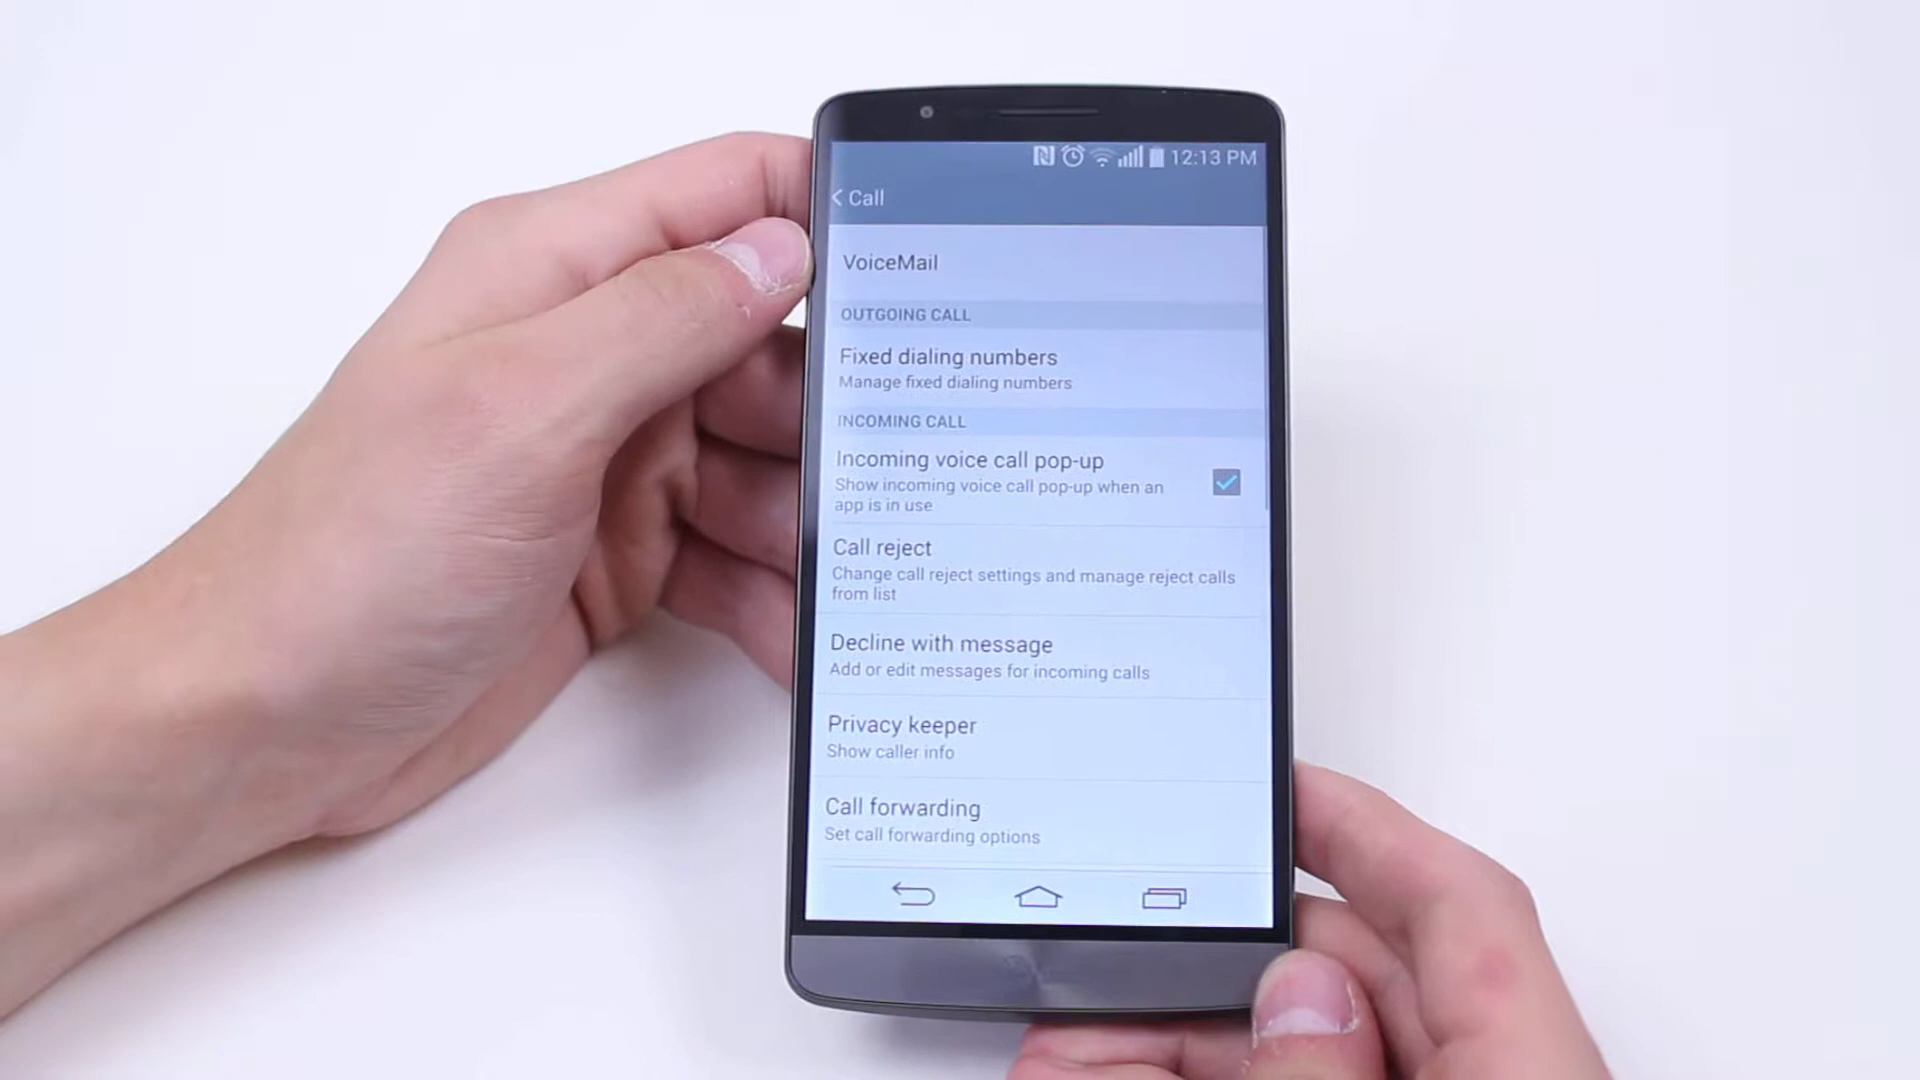 12:13 PM
Call
VoiceMail
OUTGOING CALL
Fixed dialing numbers
Manage fixed dialing numbers
INCOMING CALL
Incoming voice call pop-up
Show incoming voice call pop-up when an
app is in use
Call reject
Change call reject settings and manage reject calls
from list
Decline with message
Add or edit messages for incoming calls
Privacy keeper
Show caller info
Call forwarding
Set call forwarding options